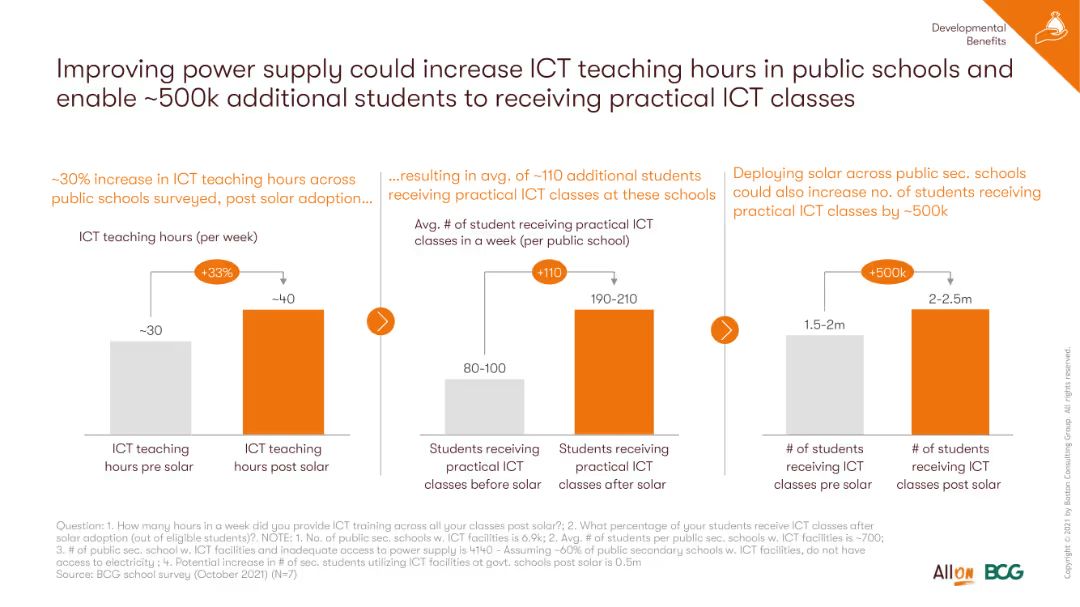 Developmental
Benefits
Improving power supply could increase ICT teaching hours in public schools and
enable ~500k additional students to receiving practical ICT classes
~30% increase in ICT teaching hours across
public schools surveyed, post solar adoption...
ICT teaching hours (per week)
+33%
~30
~40
ICT teaching
hours pre solar
ICT teaching
hours post solar
...resulting in avg. of ~110 additional students
receiving practical ICT classes at these schools
Avg. # of student receiving practical ICT
classes in a week (per public school)
+110
80-100
190-210
Students receiving
practical ICT
classes before solar
Students receiving
practical ICT
classes after solar
Deploying solar across public sec. schools
could also increase no. of students receiving
practical ICT classes by ~500k
+500k
1.5-2m
2-2.5m
# of students
receiving ICT
classes pre solar
# of students
receiving ICT
classes post solar
Question: 1. How many hours in a week did you provide ICT training across all your classes post solar?; 2. What percentage of your students receive ICT classes after
solar adoption (out of eligible students)?. NOTE: 1. No. of public sec. schools w. ICT facilities is 6.9k; 2. Avg. # of students per public sec. schools w. ICT facilities is ~700;
3. # of public sec. school w. ICT facilities and inadequate access to power supply is 4140 - Assuming ~60% of public secondary schools w. ICT facilities, do not have
access to electricity ; 4. Potential increase in # of sec. students utilizing ICT facilities at govt. schools post solar is 0.5m
Source: BCG school survey (October 2021) (N=7)
All on
BCG
Copyright © 2021 by Boston Consulting Group. All rights reserved.